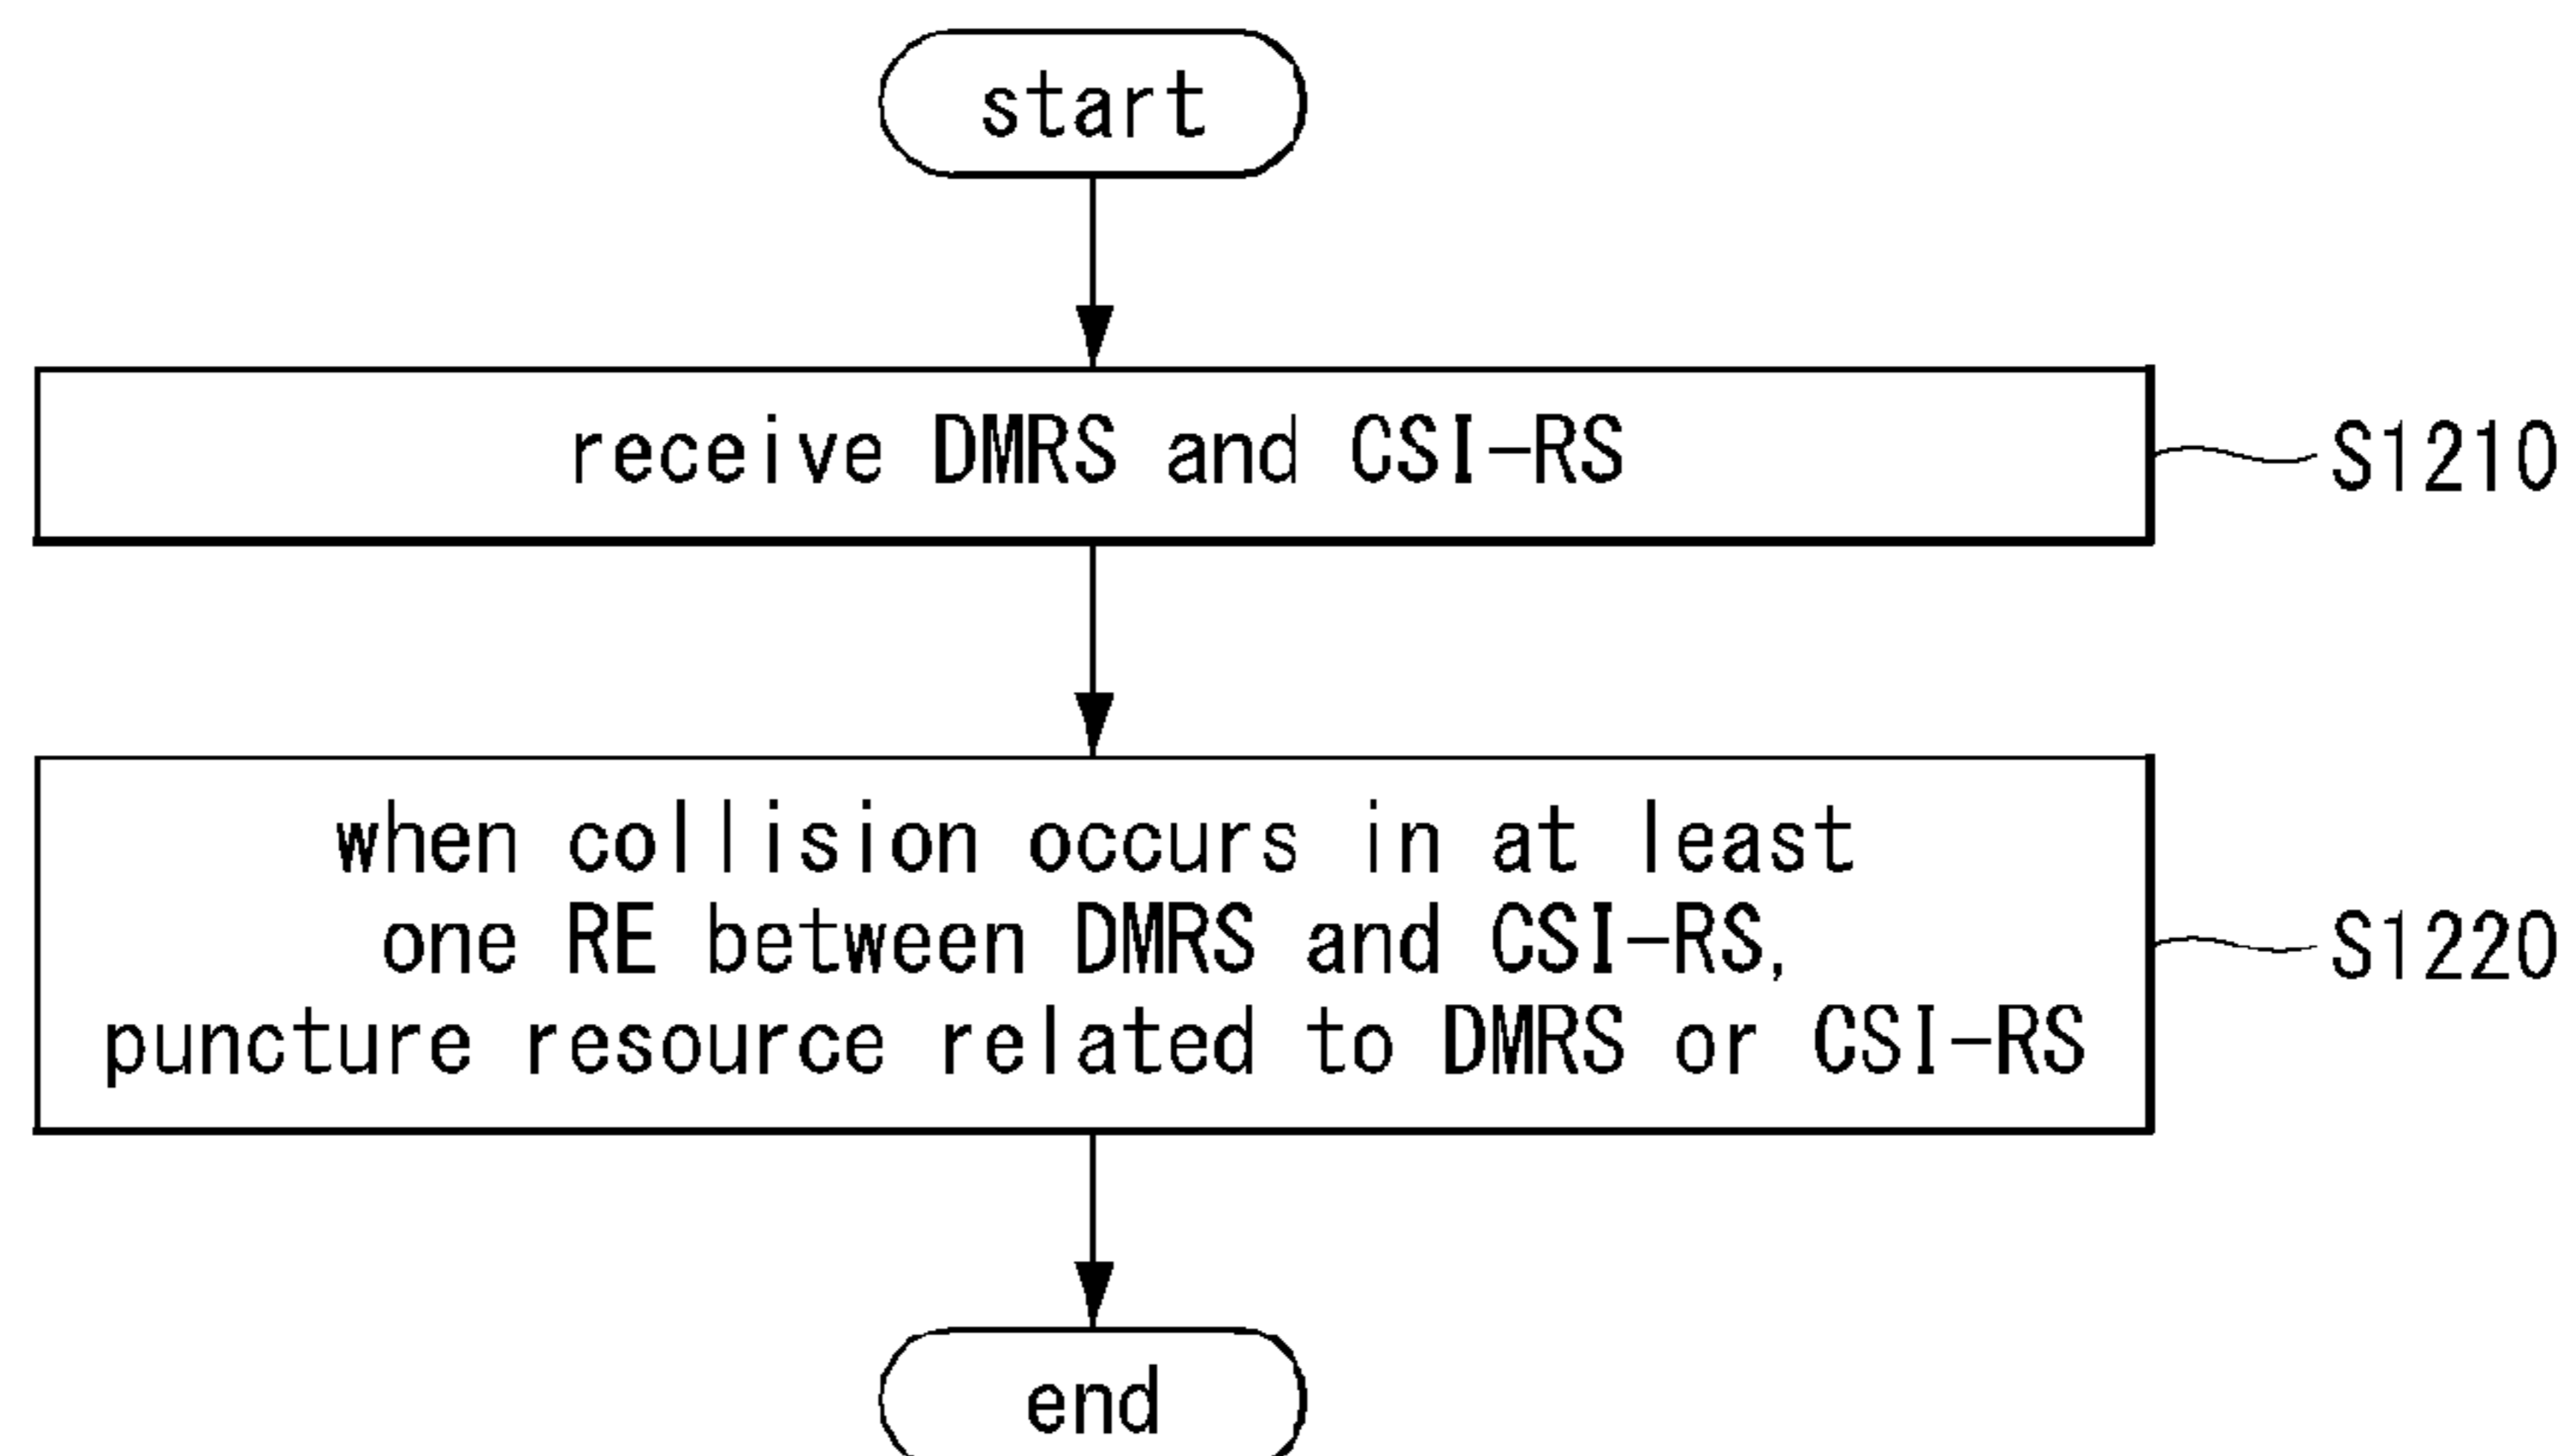 start
receive DMRS and CSI-RS
S1210
when collision occurs in at least
one RE between DMRS and CSI-RS,
puncture resource related to DMRS or CSI-RS
S1220
end